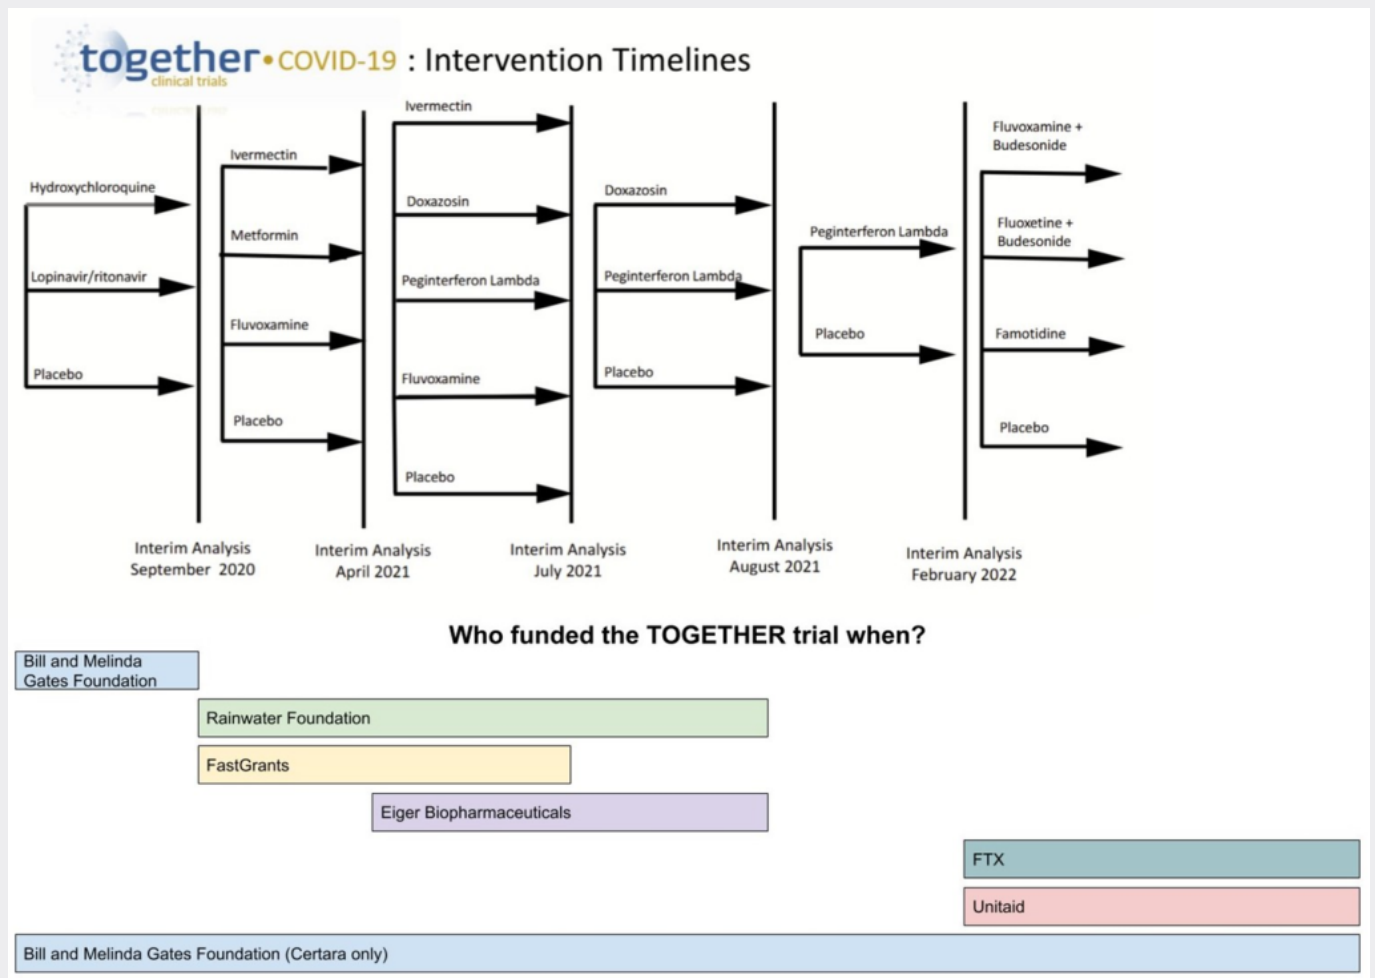 together•COVID-19 : Intervention Timelines
clinical trials
Hydroxychloroquine
Lopinavir/ritonavir
Placebo
Ivermectin
Metformin
Fluvoxamine
Placebo
Ivermectin
Doxazosin
Peginterferon Lambda
Fluvoxamine
Placebo
Doxazosin
Peginterferon Lambda
Placebo
Peginterferon Lambda
Placebo
Fluvoxamine +
Budesonide
Fluoxetine +
Budesonide
Famotidine
Placebo
Interim Analysis
September 2020
Interim Analysis
April 2021
Interim Analysis
July 2021
Interim Analysis
August 2021
Interim Analysis
February 2022
Who funded the TOGETHER trial when?
Bill and Melinda
Gates Foundation
Rainwater Foundation
FastGrants
Eiger Biopharmaceuticals
FTX
Unitaid
Bill and Melinda Gates Foundation (Certara only)